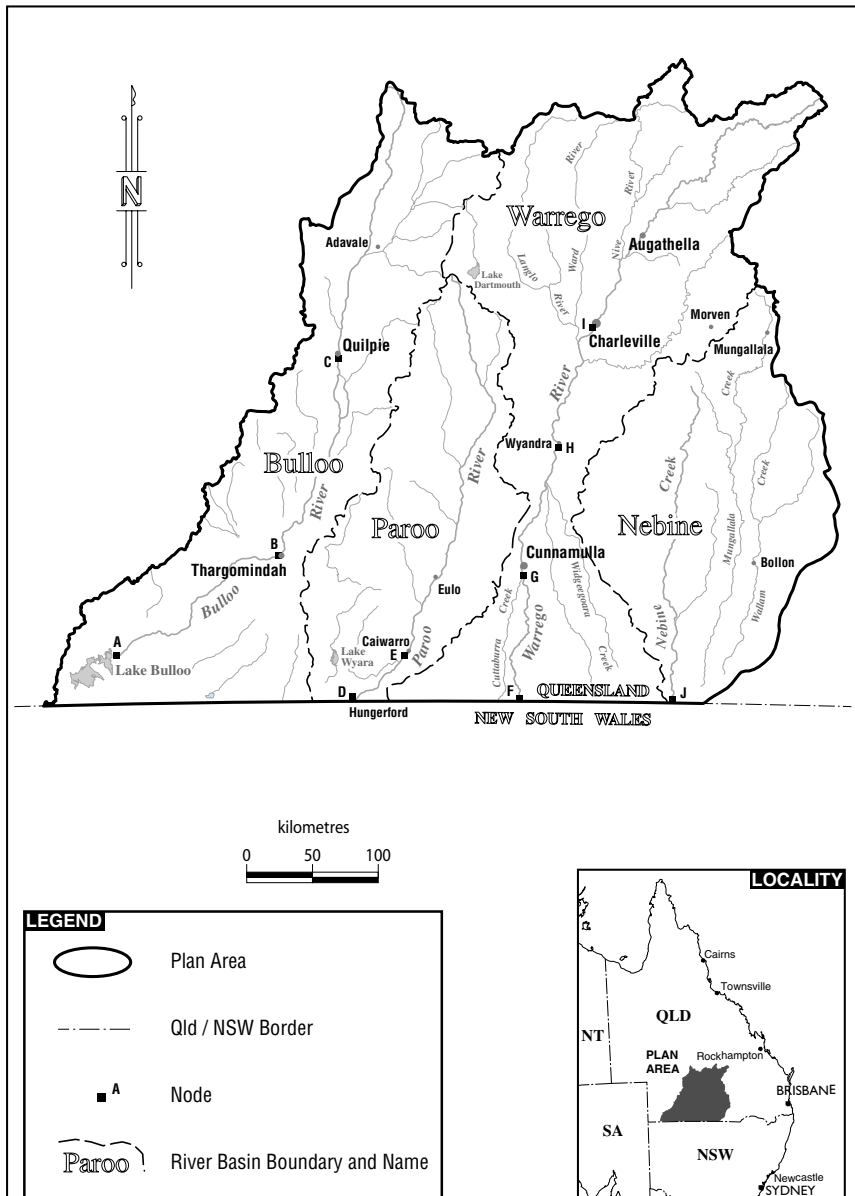 N
Warrego
River
River
Ward
Nive
Langlo
River
Augathella
Adavale
Lake
Dartmouth
I
Charleville
Morven
Mungallala
Quilpie
C
River
Creek
Wyandra
H
Bulloo
River
River
Paroo
Creek
Nebine
Creek
Mungallala
B
Thargomindah
Bulloo
Cunnamulla
G
Eulo
Creek
Widgeegoara
Bollon
Wallam
Nebine
Warrego
Cuttaburra
Creek
A
Lake Bulloo
Lake
Wyara
Caiwarro
E
Paroo
D
Hungerford
F
QUEENSLAND
J
NEW SOUTH WALES
kilometres
0 50 100
LEGEND
Plan Area
Qld / NSW Border
A
Node
Paroo
River Basin Boundary and Name
LOCALITY
Cairns
Townsville
QLD
NT
PLAN
AREA
Rockhampton
BRISBANE
SA
NSW
Newcastle
SYDNEY